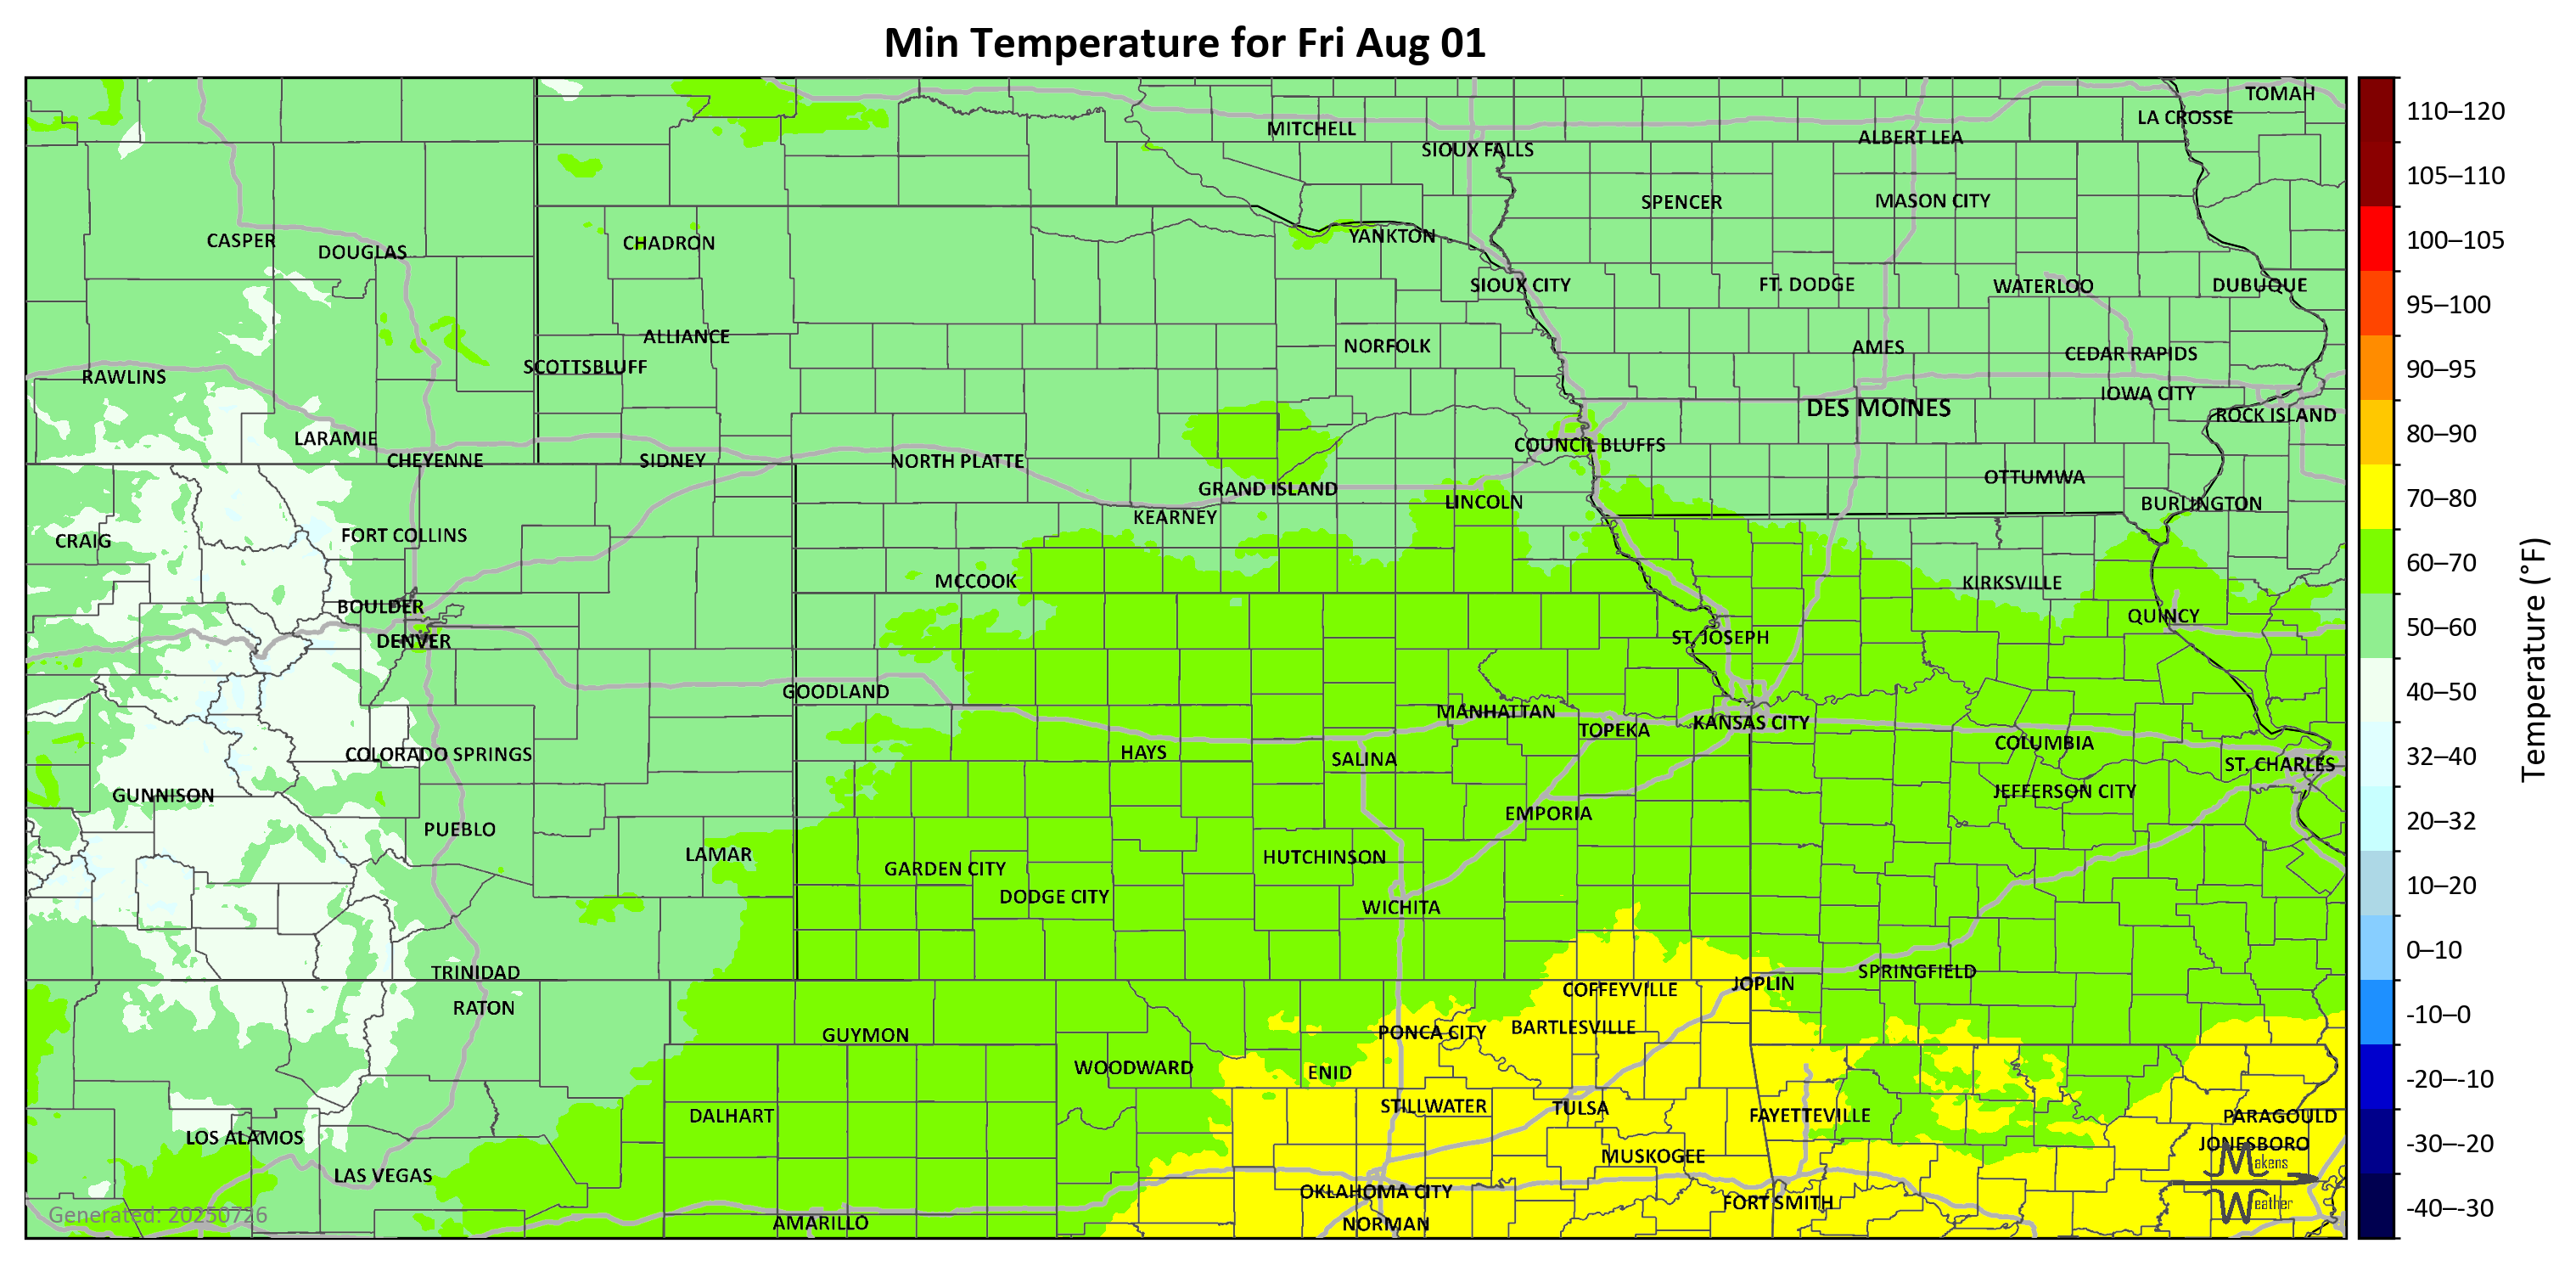 Min Temperature for Fri Aug 01
TOMAH
LA CROSSE
MITCHELL
ALBERT LEA
SIOUX FALLS
SPENCER
MASON CITY
CASPER
DOUGLAS
CHADRON
YANKTON
SIOUX CITY
FT. DODGE
WATERLOO
DUBUQUE
ALLIANCE
NORFOLK
AMES
CEDAR RAPIDS
SCOTTSBLUFF
RAWLINS
IOWA CITY
DES MOINES
ROCK ISLAND
LARAMIE
COUNCIL BLUFFS
CHEYENNE
SIDNEY
NORTH PLATTE
OTTUMWA
GRAND ISLAND
LINCOLN
BURLINGTON
KEARNEY
FORT COLLINS
CRAIG
MCCOOK
KIRKSVILLE
BOULDER
QUINCY
DENVER
ST. JOSEPH
GOODLAND
MANHATTAN
KANSAS CITY
TOPEKA
COLUMBIA
COLORADO SPRINGS
HAYS
SALINA
ST. CHARLES
GUNNISON
JEFFERSON CITY
EMPORIA
PUEBLO
LAMAR
HUTCHINSON
GARDEN CITY
DODGE CITY
WICHITA
TRINIDAD
SPRINGFIELD
JOPLIN
COFFEYVILLE
RATON
GUYMON
PONCA CITY
BARTLESVILLE
WOODWARD
ENID
STILLWATER
TULSA
DALHART
FAYETTEVILLE
PARAGOULD
LOS ALAMOS
JONESBORO
MUSKOGEE
Makens
LAS VEGAS
OKLAHOMA CITY
FORT SMITH
Weather
Generated: 20250726
AMARILLO
NORMAN
110–120
105–110
100–105
95–100
90–95
80–90
70–80
60–70
50–60
40–50
32–40
20–32
10–20
0–10
-10–0
-20–-10
-30–-20
-40–-30
Temperature (°F)